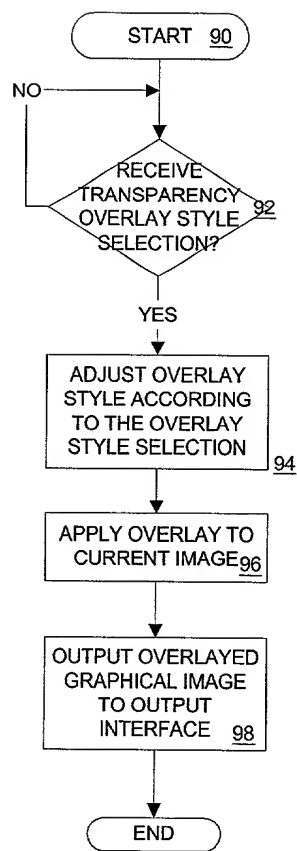 START 90
NO
RECEIVE
TRANSPARENCY
OVERLAY STYLE 92
SELECTION?
YES
ADJUST OVERLAY
STYLE ACCORDING
TO THE OVERLAY
STYLE SELECTION
94
APPLY OVERLAY TO
CURRENT IMAGE 96
OUTPUT OVERLAYED
GRAPHICAL IMAGE
TO OUTPUT
INTERFACE 98
END